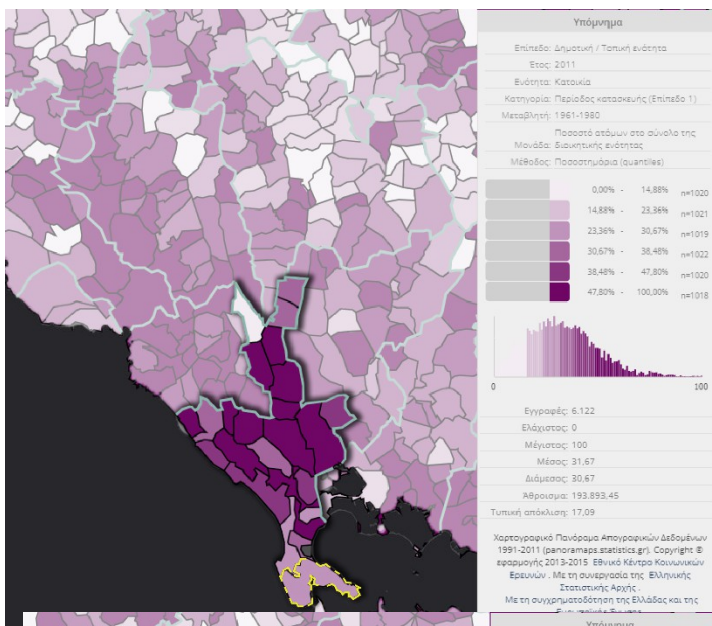 Υπόμνημα
Επίπεδο: Δημοτική / Τοπική ενότητα
Ετος: 2011
Ενότητα: Κατοικία
Κατηγορία: Περίοδος κατασκευής (Επίπεδο 1)
Μεταβλητή: 1961-1980
Ποσοστό ατόμων στο σύνολο της
Μονάδα: διοικητικής ενότητας
Μέθοδος: Ποσοστημόρια (quantiles)
0,00% - 14,88% n=1020
14,88% - 23,36% n=1021
23,36% - 30,67% n=1019
30,67% - 38,48% n=1022
38,48% - 47,80% n=1020
47,80% - 100,00% n=1018
0 100
Εγγραφές: 6.122
Ελάχιστος: 0
Μέγιστος: 100
Μέσος: 31,67
Διάμεσος: 30,67
Άθροισμα: 193.893,45
Τυπική απόκλιση: 17,09
Χαρτογραφικό Πανόραμα Απογραφικών Δεδομένων
1991-2011 (panoramaps.statistics.gr). Copyright ©
εφαρμογής 2013-2015 Εθνικό Κέντρο Κοινωνικών
Ερευνών . Με τη συνεργασία της Ελληνικής
Στατιστικής Αρχής .
Με τη συγχρηματοδότηση της Ελλάδας και της
Υπόμνημα